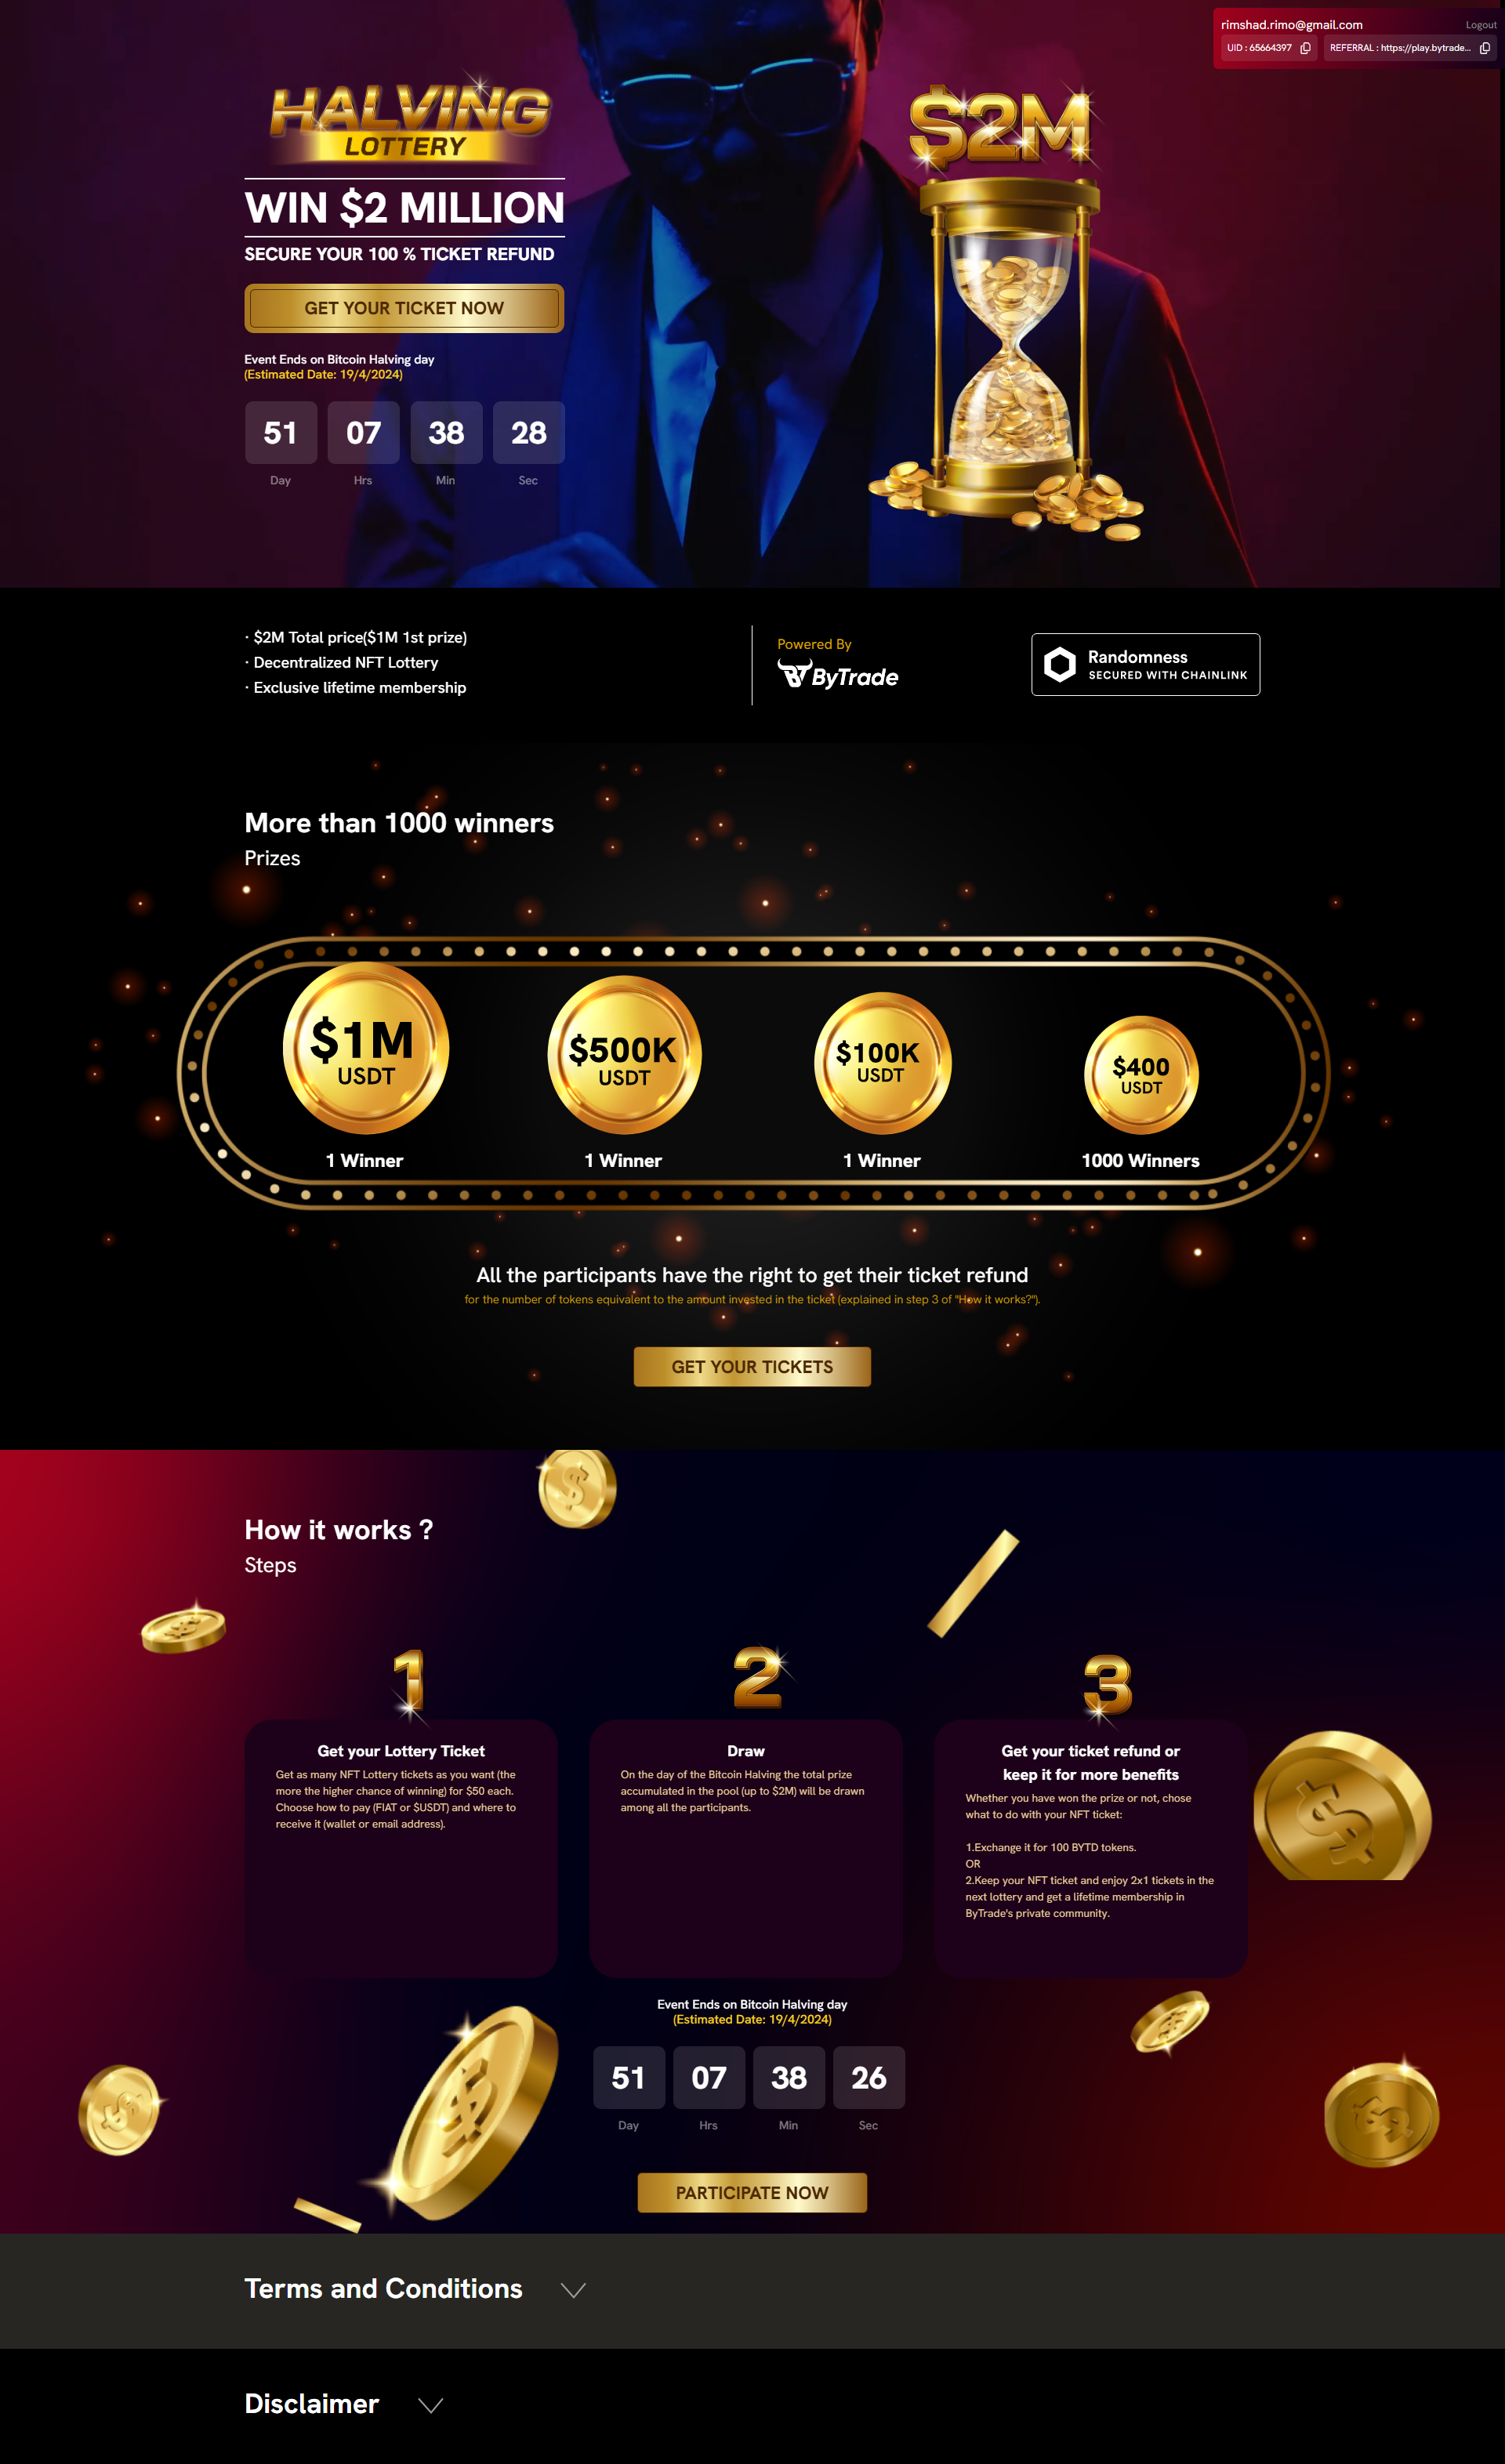 rimshad.rimo@gmail.com
Logout
UID : 65664397
REFERRAL : https://play.bytrade...
HALVING
LOTTERY
WIN $2 MILLION
SECURE YOUR 100 % TICKET REFUND
GET YOUR TICKET NOW
Event Ends on Bitcoin Halving day
(Estimated Date: 19/4/2024)
51 07 38 28
Day Hrs Min Sec
$2M
· $2M Total price($1M 1st prize)
· Decentralized NFT Lottery
· Exclusive lifetime membership
Powered By
ByTrade
Randomness
SECURED WITH CHAINLINK
More than 1000 winners
Prizes
$1M
USDT
1 Winner
$500K
USDT
1 Winner
$100K
USDT
1 Winner
$400
USDT
1000 Winners
All the participants have the right to get their ticket refund
for the number of tokens equivalent to the amount invested in the ticket (explained in step 3 of "How it works?").
GET YOUR TICKETS
How it works ?
Steps
1
Get your Lottery Ticket
Get as many NFT Lottery tickets as you want (the
more the higher chance of winning) for $50 each.
Choose how to pay (FIAT or $USDT) and where to
receive it (wallet or email address).
2
Draw
On the day of the Bitcoin Halving the total prize
accumulated in the pool (up to $2M) will be drawn
among all the participants.
3
Get your ticket refund or
keep it for more benefits
Whether you have won the prize or not, chose
what to do with your NFT ticket:
1.Exchange it for 100 BYTD tokens.
OR
2.Keep your NFT ticket and enjoy 2x1 tickets in the
next lottery and get a lifetime membership in
ByTrade's private community.
Event Ends on Bitcoin Halving day
(Estimated Date: 19/4/2024)
51 07 38 26
Day Hrs Min Sec
PARTICIPATE NOW
Terms and Conditions
Disclaimer